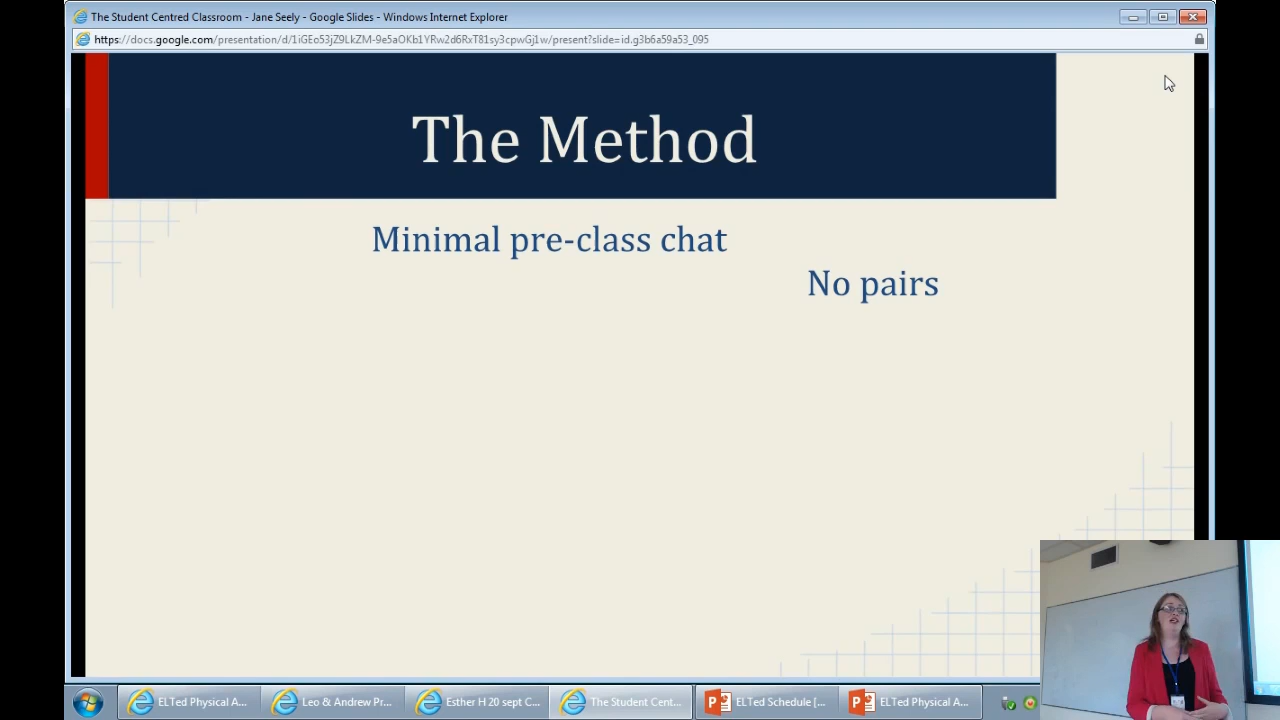 The Student Centred Classroom - Jane Seely - Google Slides - Windows Internet Explorer
https://docs.google.com/presentation/d/1iGEo53jZ9LkZM-9e5aOKb1YRw2d6RxT81sy3cpwGj1w/present?slide=id.g3b6a59a53_095
The Method
Minimal pre-class chat
No pairs
ELTed Physical A...
Leo & Andrew Pr...
Esther H 20 sept C...
The Student Cent...
ELTed Schedule [...
ELTed Physical A...